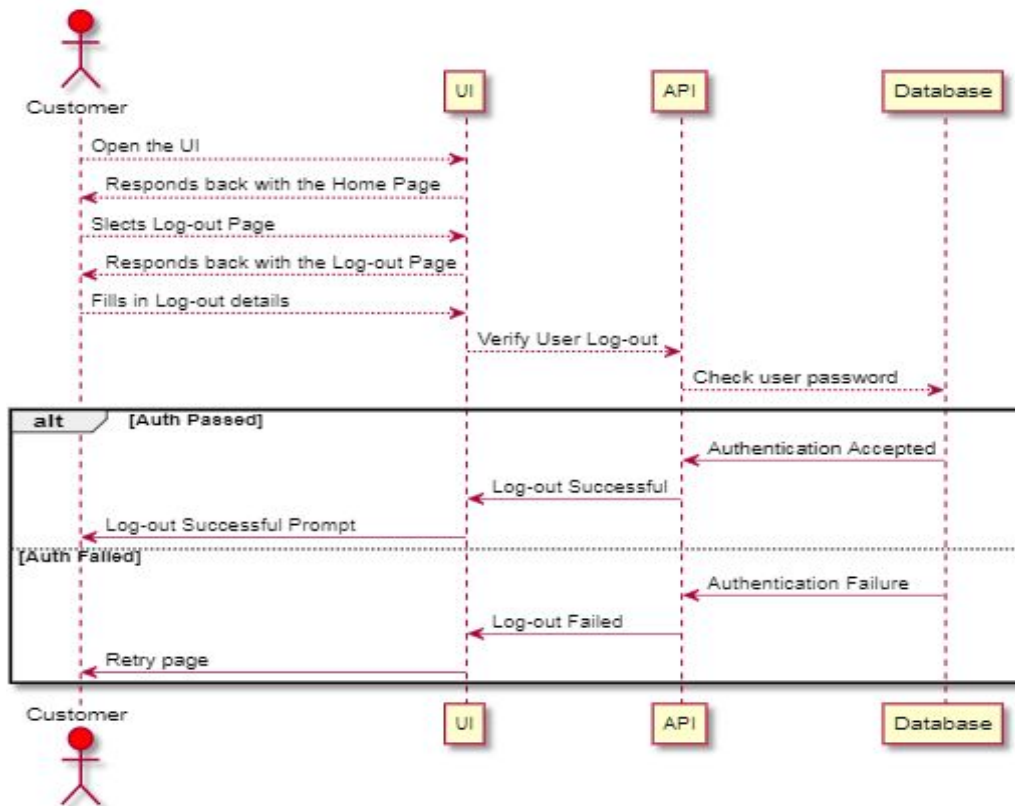 Customer
UI
API
Database
Open the UI
Responds back with the Home Page
Slects Log-out Page
Responds back with the Log-out Page
Fills in Log-out details
Verify User Log-out
Check user password
alt [Auth Passed]
Authentication Accepted
Log-out Successful
Log-out Successful Prompt
[Auth Failed]
Authentication Failure
Log-out Failed
Retry page
Customer
UI
API
Database